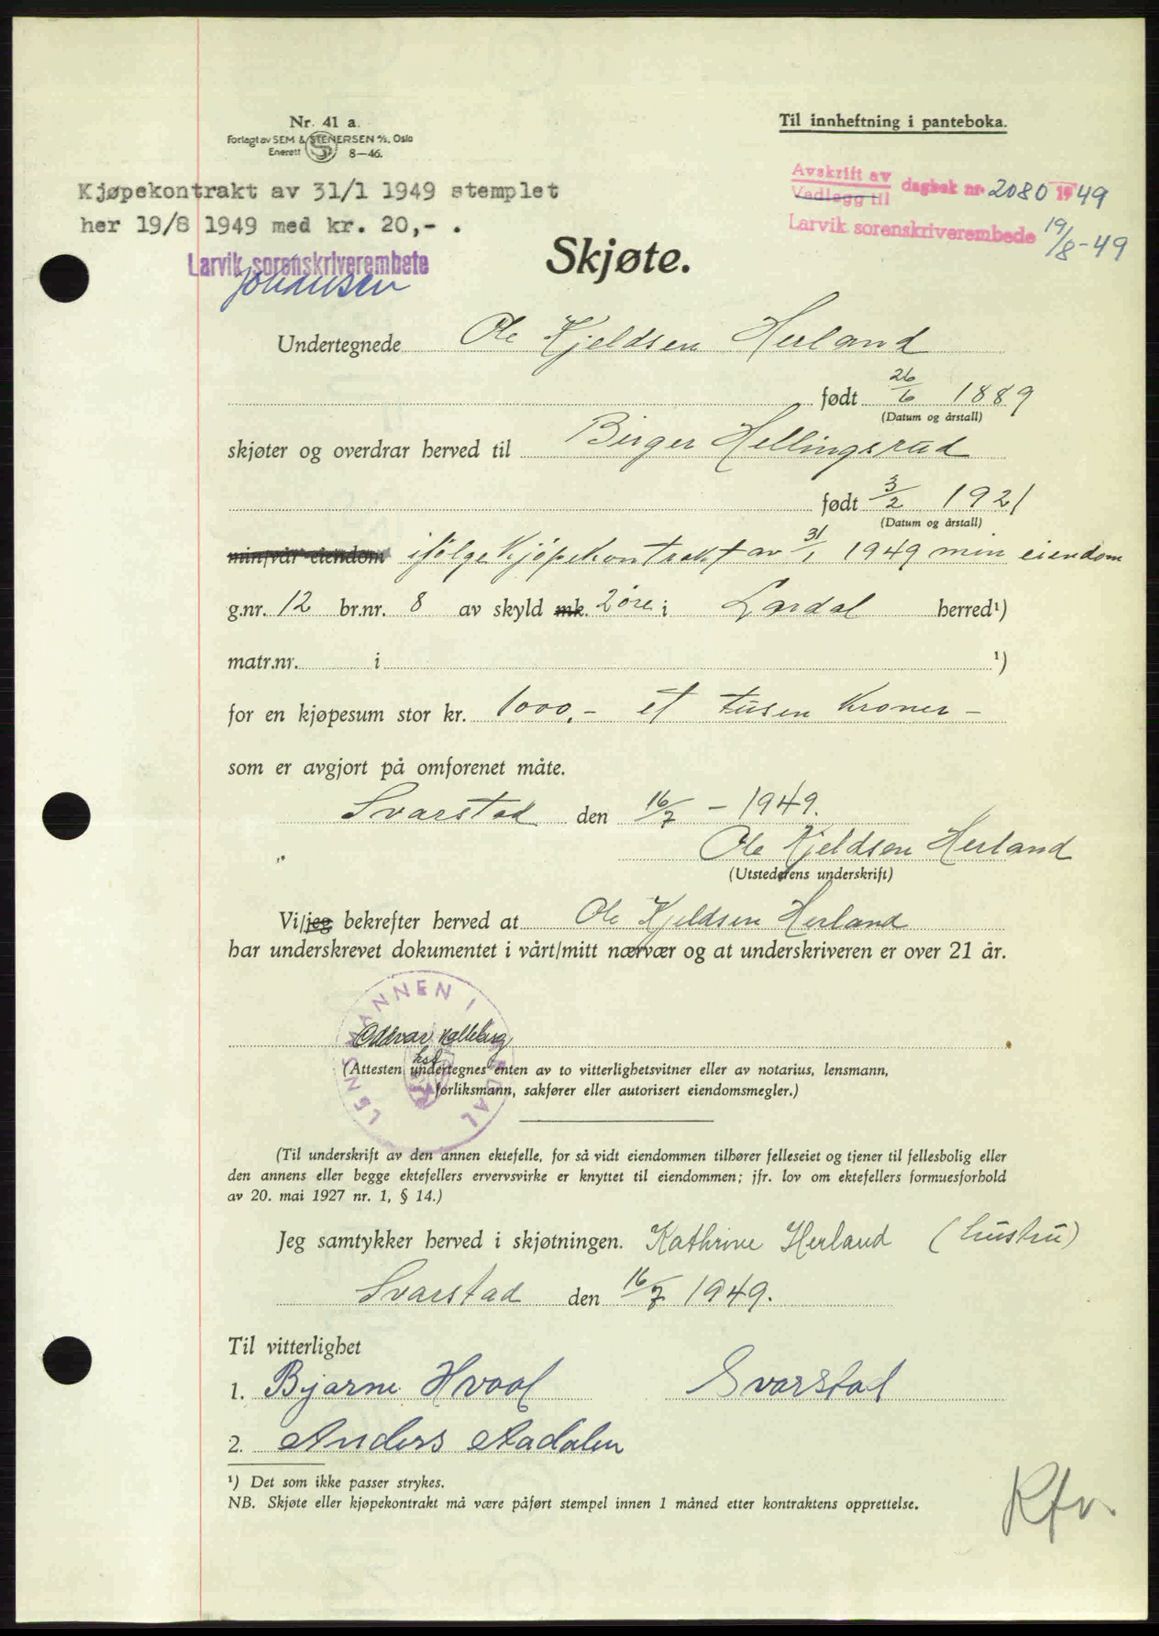 Nr. 41 a.
Forlagt av SEM & STENERSEN A/S, Oslo
Enerett 8-46.
Til innheftning i panteboka.
Kjøpekontrakt av 31/1 1949 stemplet
her 19/8 1949 med kr. 20,- .
Larvik sorenskriverembete
Johansen
Avskrift av
Vedlegg til
dagbok nr. 2080 1949
Larvik sorenskriverembede 19/8-49
Skjøte.
Undertegnede Ole Kjeldsen Herland
født 26/6 1889
(Datum og årstall)
skjøter og overdrar herved til Birger Hellingsrud
født 3/2 1921
(Datum og årstall)
min/vår eiendom ifølge Kjøpekontrakt av 31/1 1949 min eiendom
g.nr. 12 br.nr. 8 av skyld mk. 2 øre i Lardal herred¹)
matr.nr. i ¹)
for en kjøpesum stor kr. 1000,- et tusen kroner -
som er avgjort på omforenet måte.
Svarstad den 16/7 - 1949.
Ole Kjeldsen Herland
(Utstederens underskrift)
Vi/jeg bekrefter herved at Ole Kjeldsen Herland
har underskrevet dokumentet i vårt/mitt nærvær og at underskriveren er over 21 år.
LENSMANNEN I LARDAL
Oddvar Kolleborg
(Attesten undertegnes enten av to vitterlighetsvitner eller av notarius, lensmann,
forliksmann, sakfører eller autorisert eiendomsmegler.)
(Til underskrift av den annen ektefelle, for så vidt eiendommen tilhører felleseiet og tjener til fellesbolig eller
den annens eller begge ektefellers ervervsvirke er knyttet til eiendommen; jfr. lov om ektefellers formuesforhold
av 20. mai 1927 nr. 1, § 14.)
Jeg samtykker herved i skjøtningen. Kathrine Herland (hustru)
Svarstad den 16/7 1949.
Til vitterlighet
1. Bjarne Hvaal Svarstad
2. Anders Aadalen
¹) Det som ikke passer strykes.
NB. Skjøte eller kjøpekontrakt må være påført stempel innen 1 måned etter kontraktens opprettelse.